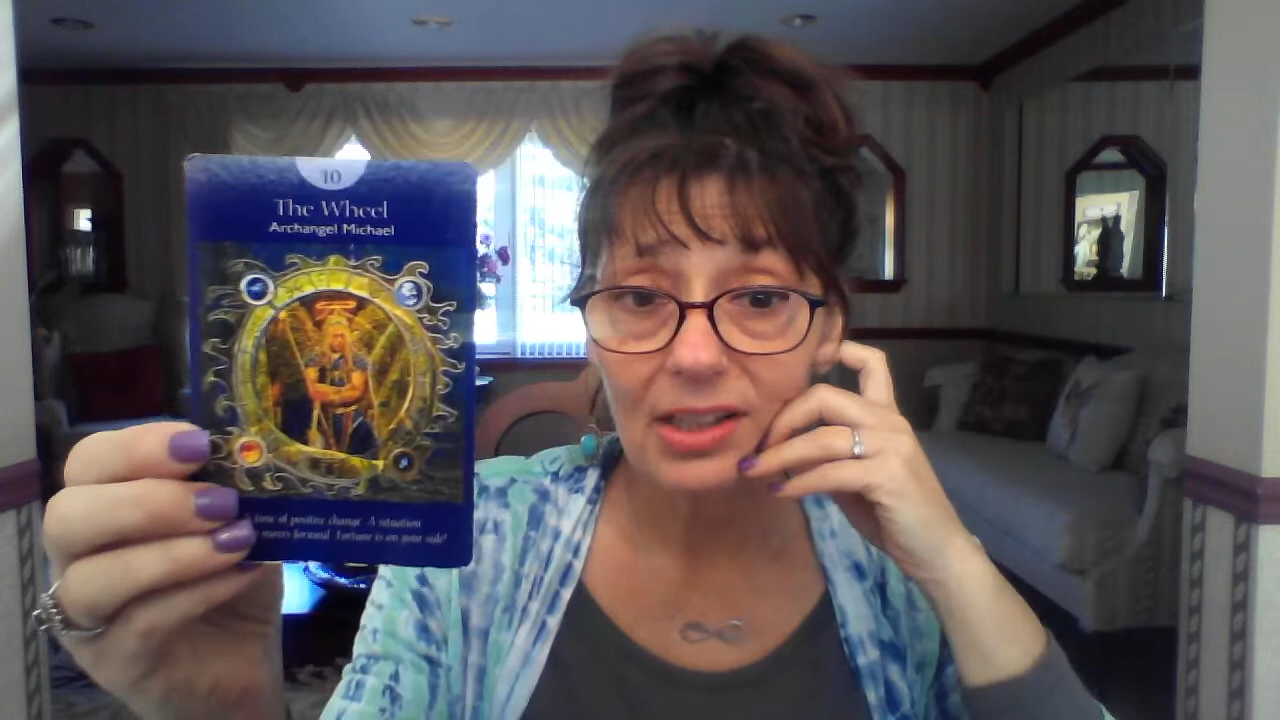 10
The Wheel
Archangel Michael
time of positive change. A situation
moves forward. Fortune is on your side!